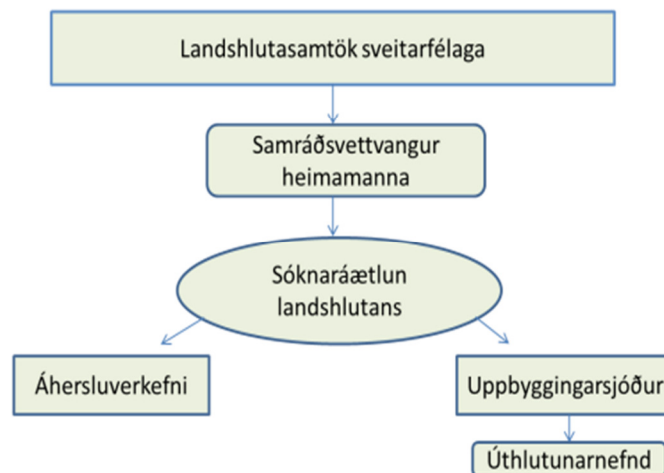 Landshlutasamtök sveitarfélaga
Samráðsvettvangur
heimamanna
Sóknaráætlun
landshlutans
Áhersluverkefni
Uppbyggingarsjóður
Úthlutunarnefnd